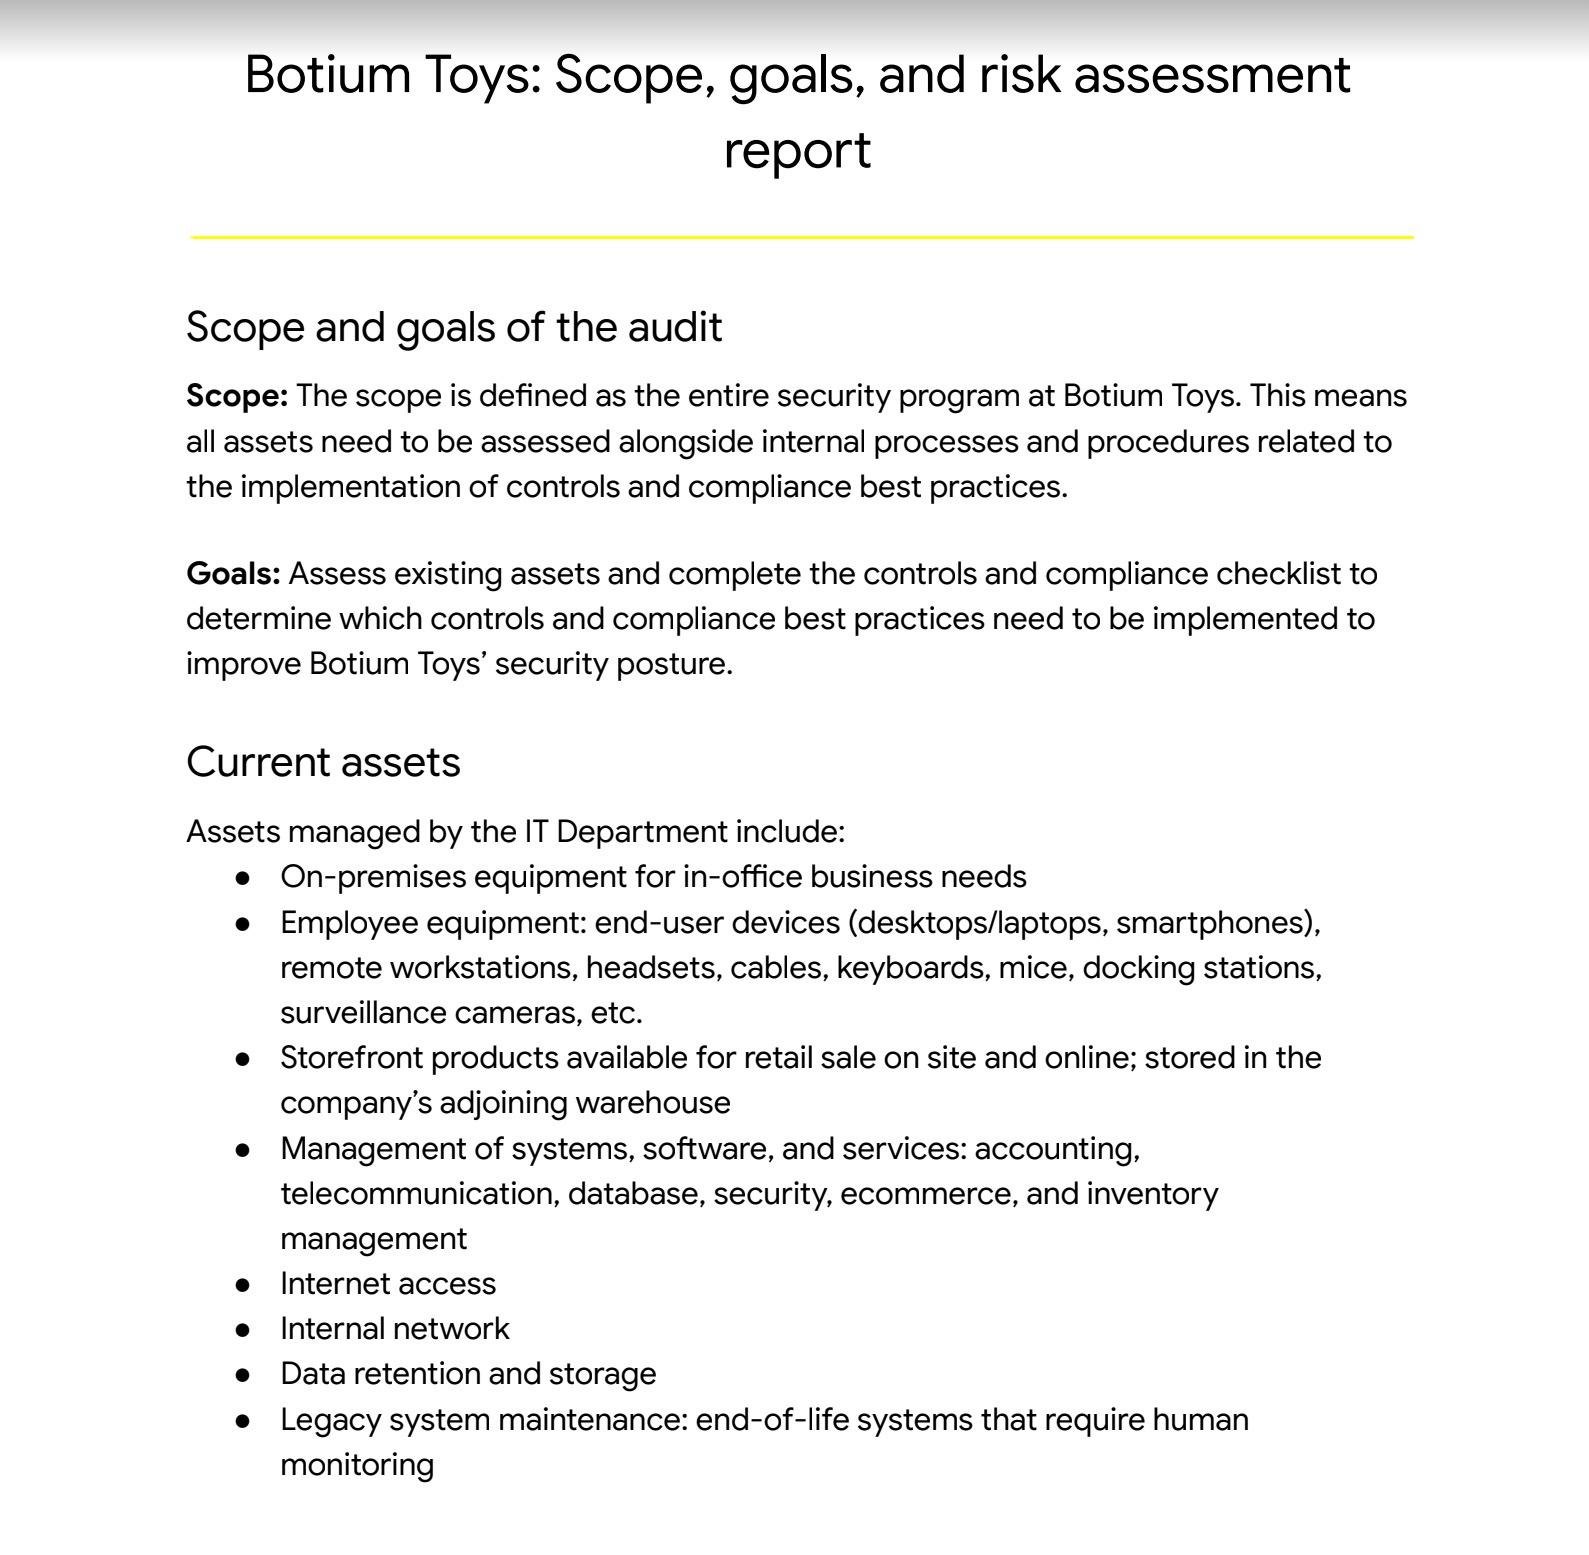 Botium Toys: Scope, goals, and risk assessment
report
Scope and goals of the audit
Scope: The scope is defined as the entire security program at Botium Toys. This means
all assets need to be assessed alongside internal processes and procedures related to
the implementation of controls and compliance best practices.
Goals: Assess existing assets and complete the controls and compliance checklist to
determine which controls and compliance best practices need to be implemented to
improve Botium Toys’ security posture.
Current assets
Assets managed by the IT Department include:
● On-premises equipment for in-office business needs
● Employee equipment: end-user devices (desktops/laptops, smartphones),
remote workstations, headsets, cables, keyboards, mice, docking stations,
surveillance cameras, etc.
● Storefront products available for retail sale on site and online; stored in the
company’s adjoining warehouse
● Management of systems, software, and services: accounting,
telecommunication, database, security, ecommerce, and inventory
management
● Internet access
● Internal network
● Data retention and storage
● Legacy system maintenance: end-of-life systems that require human
monitoring